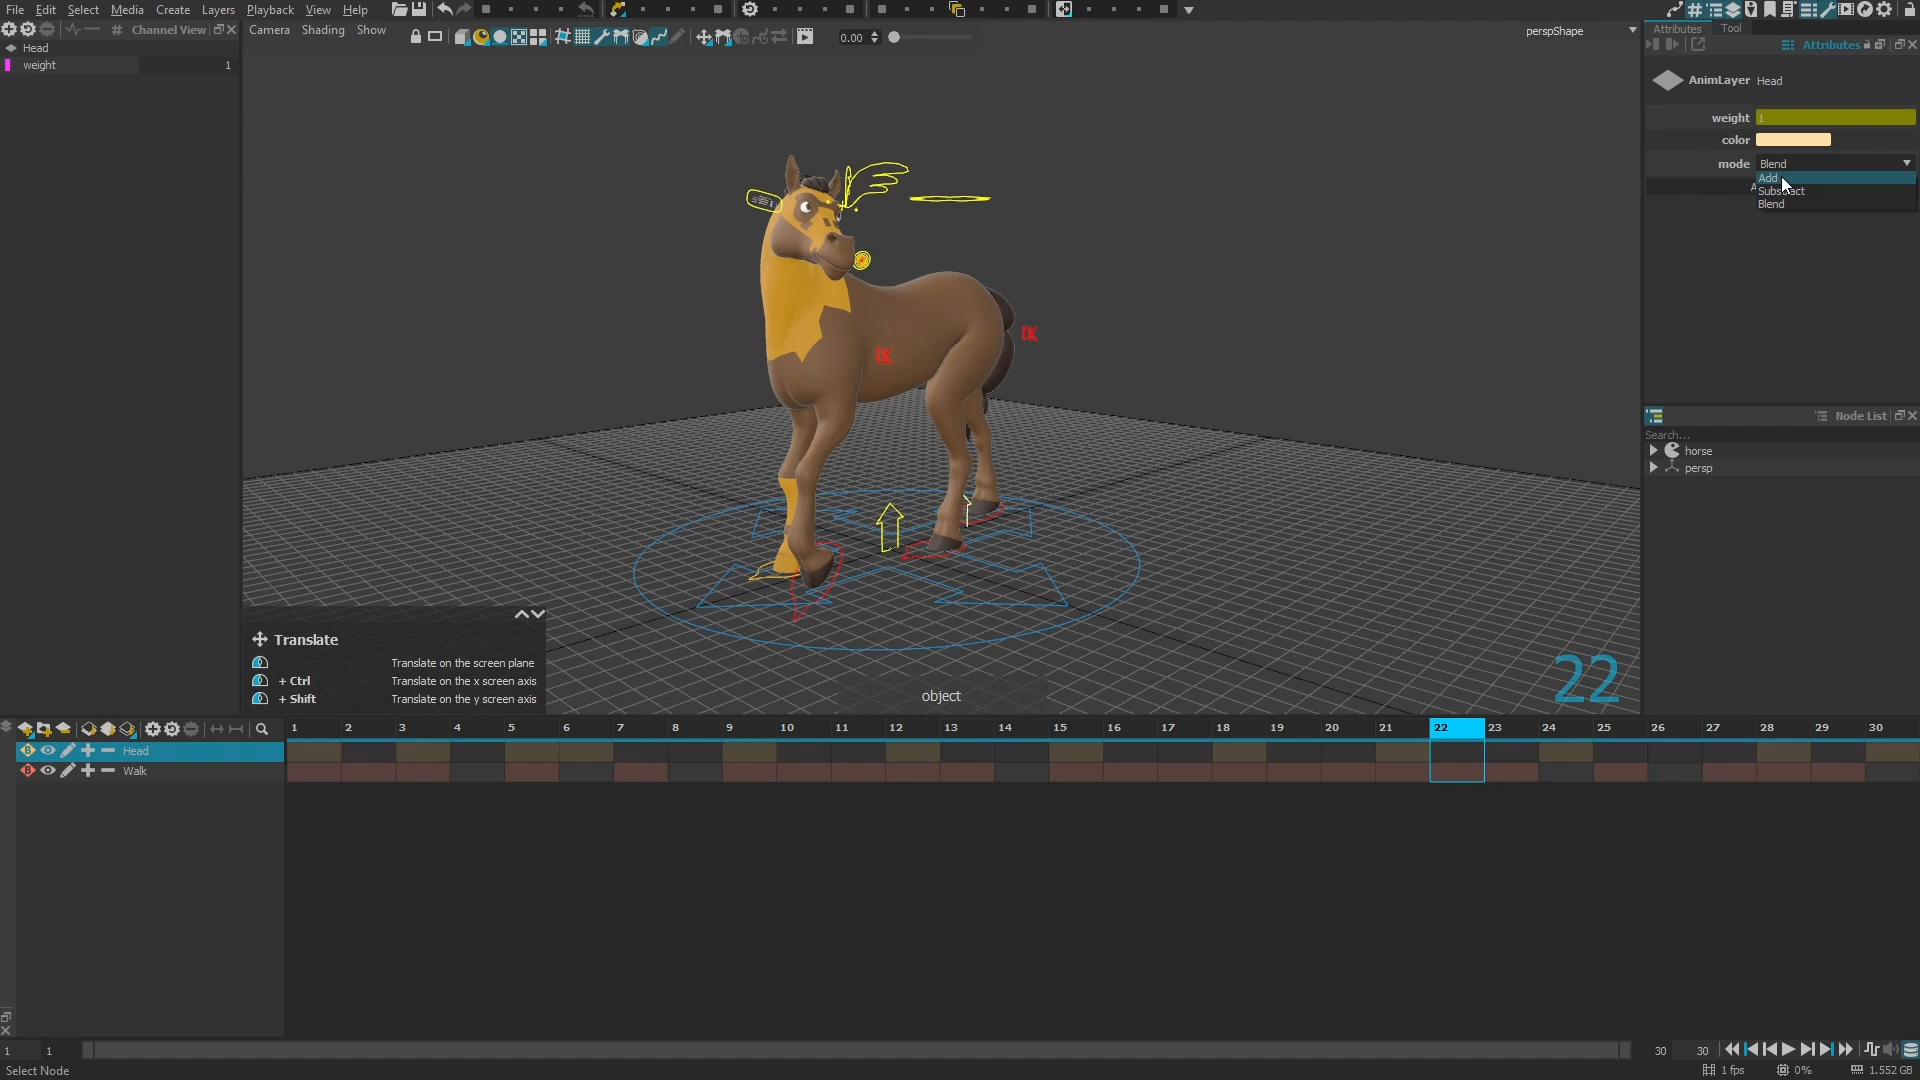 File Edit Select Media Create Layers Playback View Help
Channel View
Head
weight 1
Camera Shading Show
0.00
perspShape
Attributes Tool
Attributes
AnimLayer Head
weight 1
color
mode Blend
Add
Subtract
Blend
Node List
Search...
horse
persp
iK
iK
Translate
Translate on the screen plane
+ Ctrl Translate on the x screen axis
+ Shift Translate on the y screen axis
object
22
1 2 3 4 5 6 7 8 9 10 11 12 13 14 15 16 17 18 19 20 21 22 23 24 25 26 27 28 29 30
B Head
B Walk
1 1 30 30
Select Node
1 fps 0% 1.552 GB